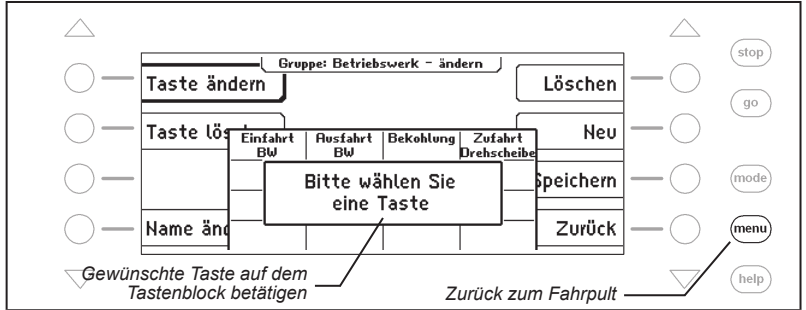 Gruppe: Betriebswerk - ändern
Taste ändern
Löschen
stop
go
Taste lös
Neu
Einfahrt BW
Ausfahrt BW
Bekohlung
Zufahrt Drehscheibe
Bitte wählen Sie
eine Taste
Speichern
mode
Name änd
Zurück
menu
Gewünschte Taste auf dem
Tastenblock betätigen
Zurück zum Fahrpult
help